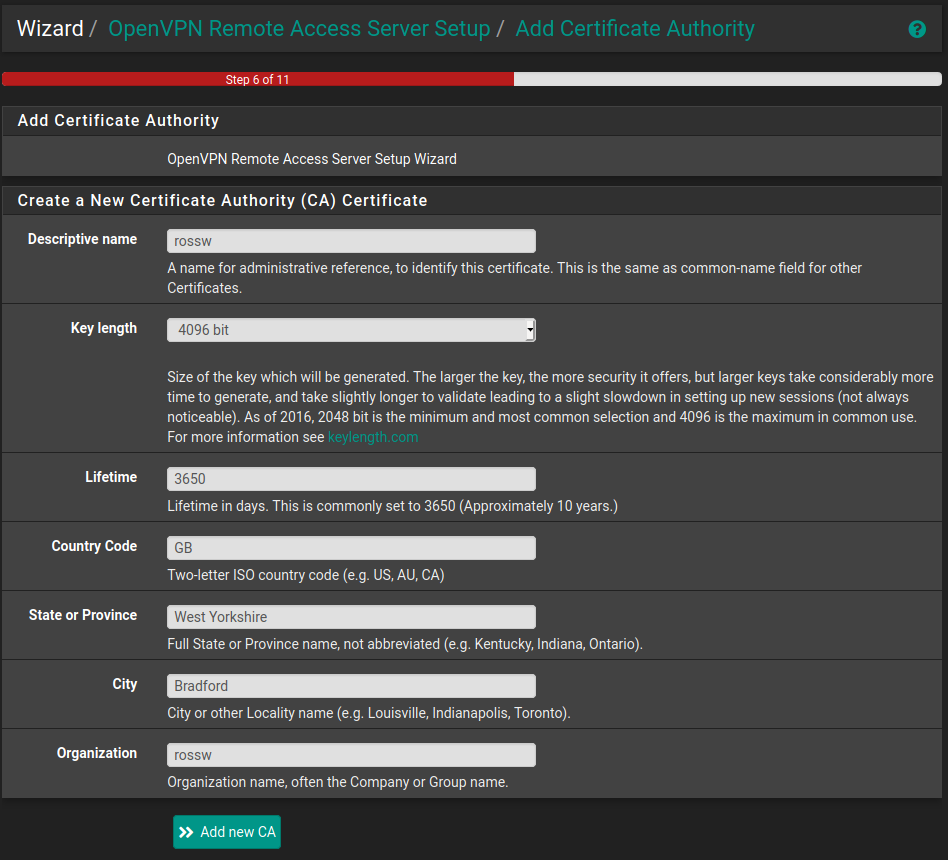 Wizard / OpenVPN Remote Access Server Setup / Add Certificate Authority
Step 6 of 11
Add Certificate Authority
OpenVPN Remote Access Server Setup Wizard
Create a New Certificate Authority (CA) Certificate
Descriptive name
rossw
A name for administrative reference, to identify this certificate. This is the same as common-name field for other
Certificates.
Key length
4096 bit
Size of the key which will be generated. The larger the key, the more security it offers, but larger keys take considerably more
time to generate, and take slightly longer to validate leading to a slight slowdown in setting up new sessions (not always
noticeable). As of 2016, 2048 bit is the minimum and most common selection and 4096 is the maximum in common use.
For more information see keylength.com
Lifetime
3650
Lifetime in days. This is commonly set to 3650 (Approximately 10 years.)
Country Code
GB
Two-letter ISO country code (e.g. US, AU, CA)
State or Province
West Yorkshire
Full State or Province name, not abbreviated (e.g. Kentucky, Indiana, Ontario).
City
Bradford
City or other Locality name (e.g. Louisville, Indianapolis, Toronto).
Organization
rossw
Organization name, often the Company or Group name.
Add new CA